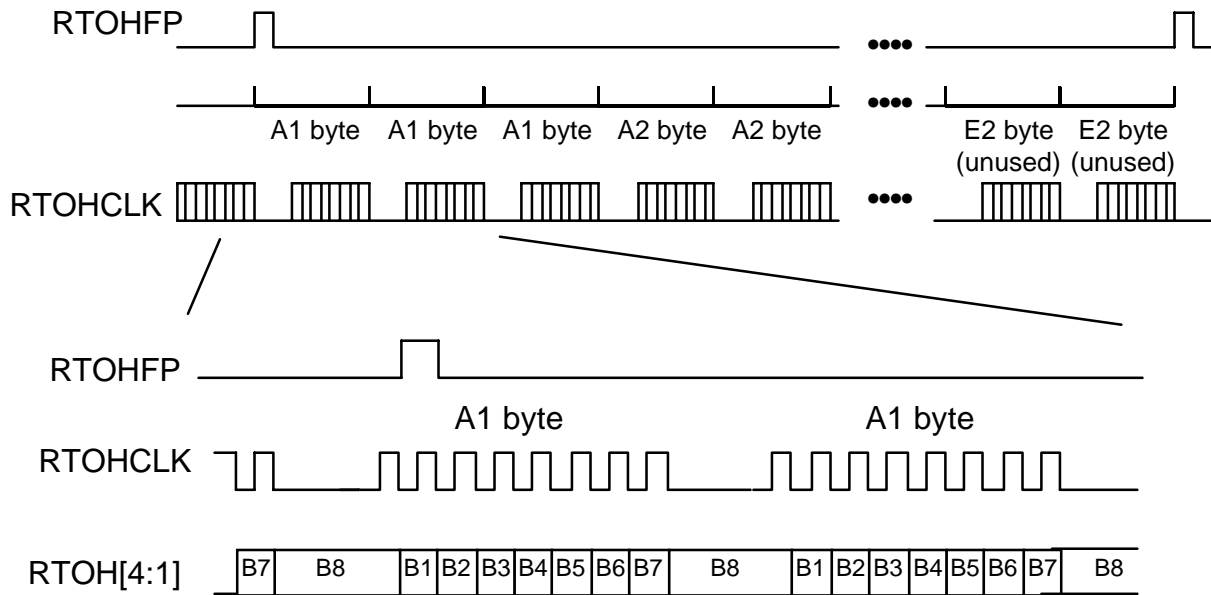 RTOHFP
A1 byte A1 byte A1 byte A2 byte A2 byte E2 byte E2 byte
(unused) (unused)
RTOHCLK
RTOHFP
A1 byte A1 byte
RTOHCLK
RTOH[4:1] B7 B8 B1 B2 B3 B4 B5 B6 B7 B8 B1 B2 B3 B4 B5 B6 B7 B8